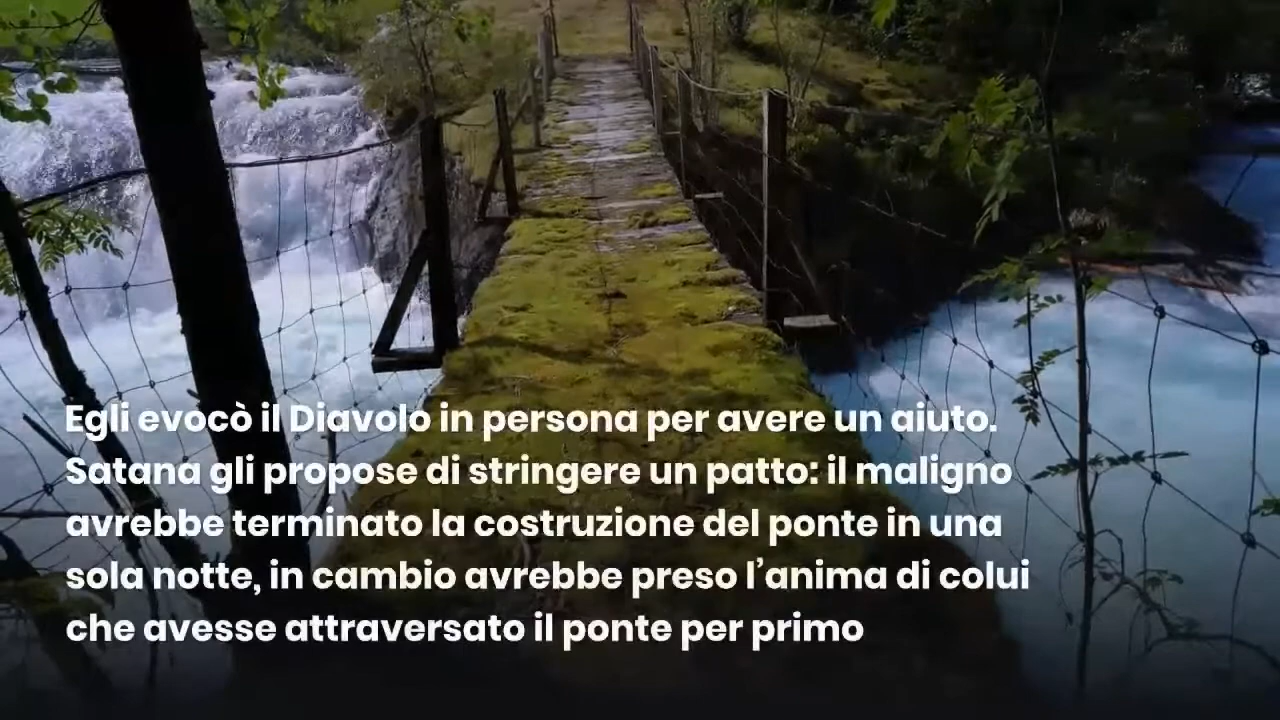 Egli evocò il Diavolo in persona per avere un aiuto.
Satana gli propose di stringere un patto: il maligno
avrebbe terminato la costruzione del ponte in una
sola notte, in cambio avrebbe preso l’anima di colui
che avesse attraversato il ponte per primo